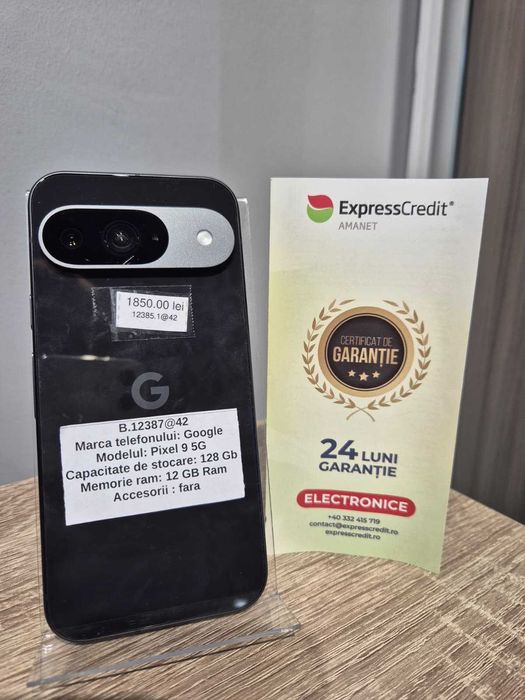 1850.00 lei
12385.1@42
G
B.12387@42
Marca telefonului: Google
Modelul: Pixel 9 5G
Capacitate de stocare: 128 Gb
Memorie ram: 12 GB Ram
Accesorii : fara
ExpressCredit®
AMANET
CERTIFICAT DE
GARANȚIE
24 LUNI
GARANȚIE
ELECTRONICE
+40 332 415 719
contact@expresscredit.ro
expresscredit.ro